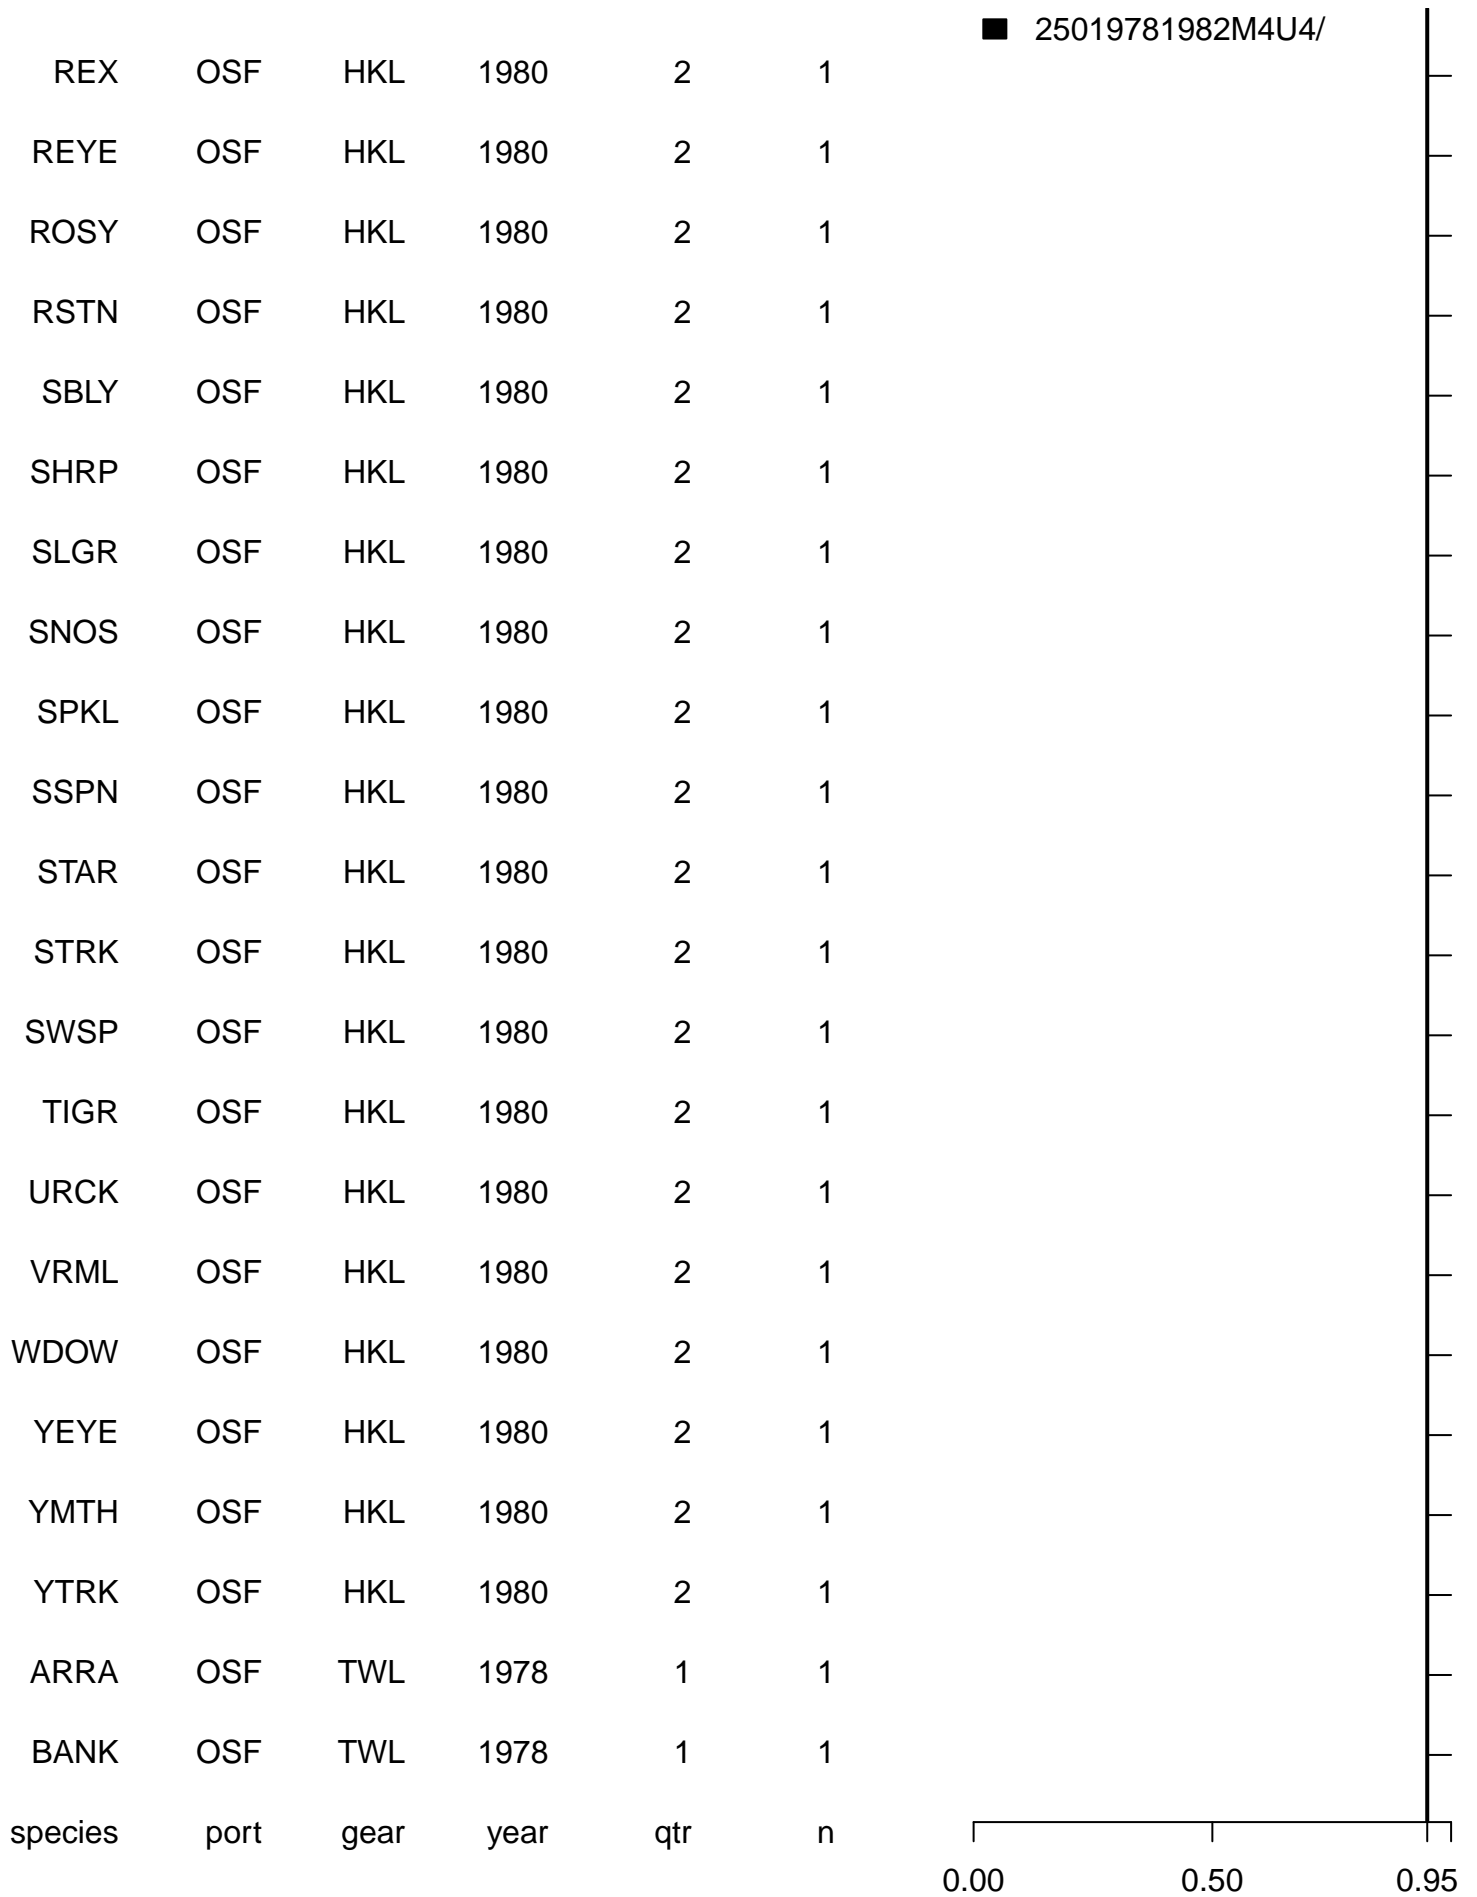 25019781982M4U4/
REX OSF HKL 1980 2 1
REYE OSF HKL 1980 2 1
ROSY OSF HKL 1980 2 1
RSTN OSF HKL 1980 2 1
SBLY OSF HKL 1980 2 1
SHRP OSF HKL 1980 2 1
SLGR OSF HKL 1980 2 1
SNOS OSF HKL 1980 2 1
SPKL OSF HKL 1980 2 1
SSPN OSF HKL 1980 2 1
STAR OSF HKL 1980 2 1
STRK OSF HKL 1980 2 1
SWSP OSF HKL 1980 2 1
TIGR OSF HKL 1980 2 1
URCK OSF HKL 1980 2 1
VRML OSF HKL 1980 2 1
WDOW OSF HKL 1980 2 1
YEYE OSF HKL 1980 2 1
YMTH OSF HKL 1980 2 1
YTRK OSF HKL 1980 2 1
ARRA OSF TWL 1978 1 1
BANK OSF TWL 1978 1 1
species port gear year qtr n
0.00 0.50 0.95